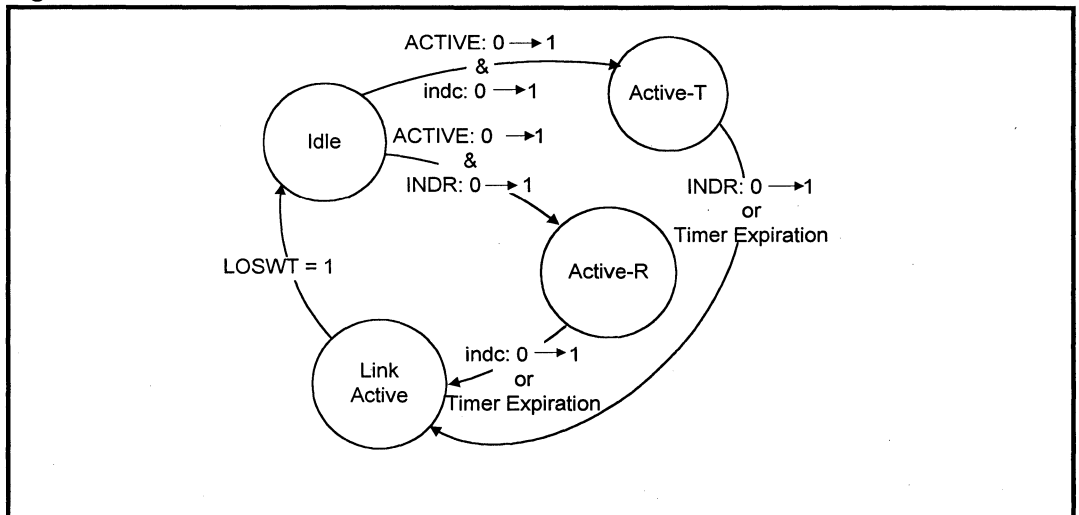 ACTIVE: 0 → 1
&
indc: 0 → 1
Active-T
Idle
ACTIVE: 0 → 1
&
INDR: 0 → 1
INDR: 0 → 1
or
Timer Expiration
Active-R
LOSWT = 1
indc: 0 → 1
or
Timer Expiration
Link
Active